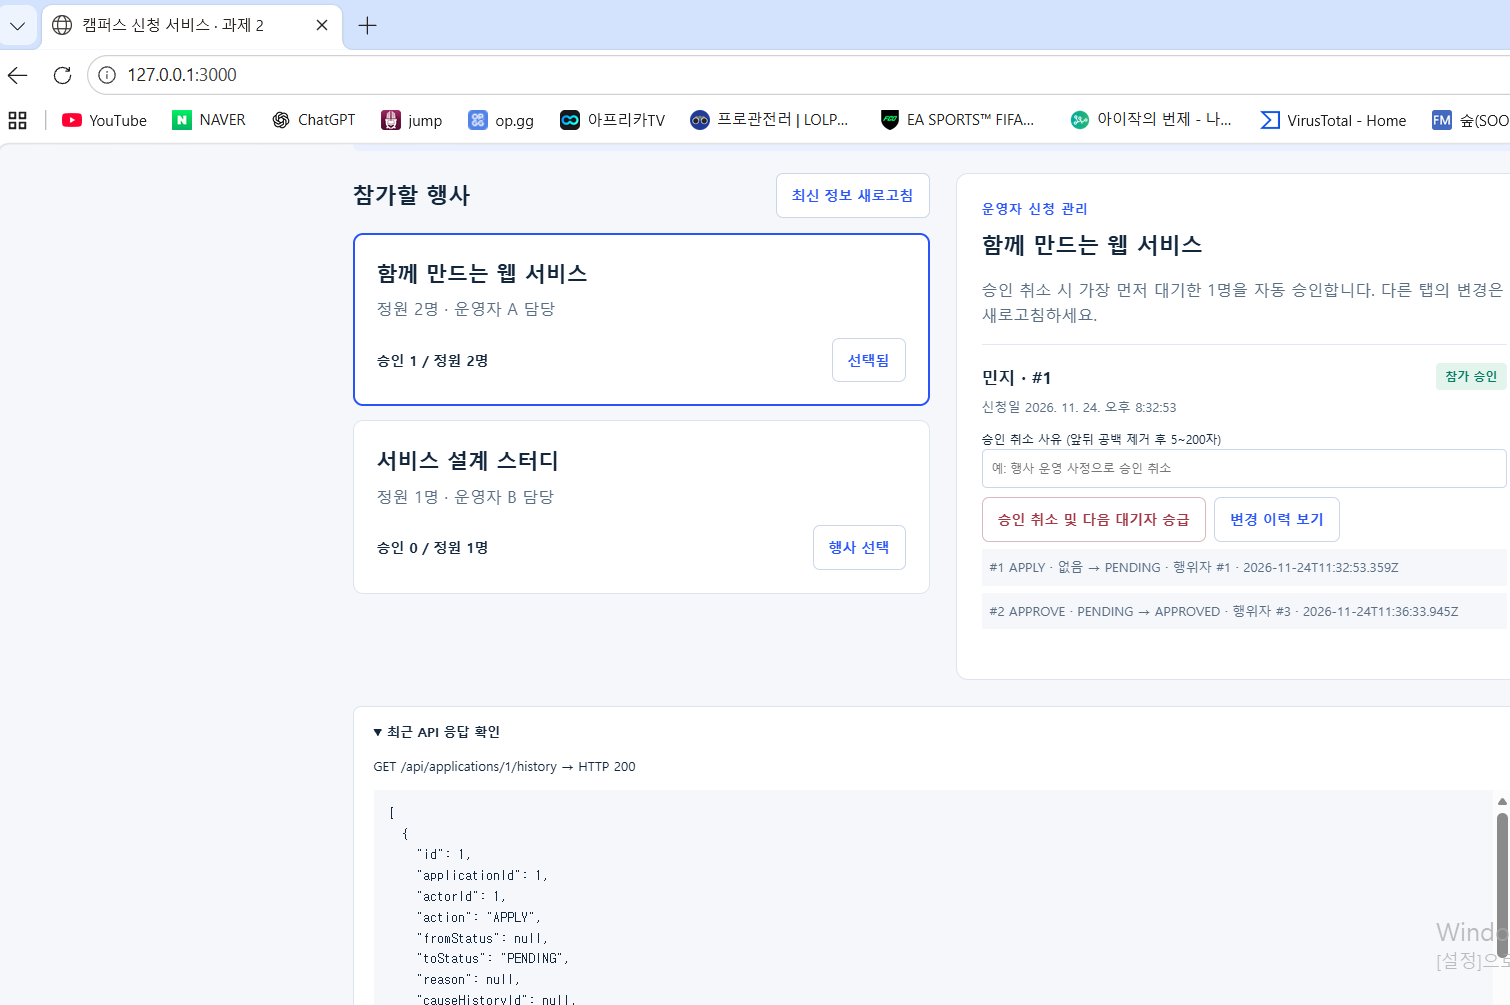 캠퍼스 신청 서비스 · 과제 2
127.0.0.1:3000
YouTube
NAVER
ChatGPT
jump
op.gg
아프리카TV
프로관전러 | LOLP...
EA SPORTS™ FIFA...
아이작의 번제 - 나...
VirusTotal - Home
FM 숲(SOO
참가할 행사
최신 정보 새로고침
함께 만드는 웹 서비스
정원 2명 · 운영자 A 담당
승인 1 / 정원 2명
선택됨
서비스 설계 스터디
정원 1명 · 운영자 B 담당
승인 0 / 정원 1명
행사 선택
운영자 신청 관리
함께 만드는 웹 서비스
승인 취소 시 가장 먼저 대기한 1명을 자동 승인합니다. 다른 탭의 변경은
새로고침하세요.
민지 · #1
참가 승인
신청일 2026. 11. 24. 오후 8:32:53
승인 취소 사유 (앞뒤 공백 제거 후 5~200자)
예: 행사 운영 사정으로 승인 취소
승인 취소 및 다음 대기자 승급
변경 이력 보기
#1 APPLY · 없음 → PENDING · 행위자 #1 · 2026-11-24T11:32:53.359Z
#2 APPROVE · PENDING → APPROVED · 행위자 #3 · 2026-11-24T11:36:33.945Z
▼ 최근 API 응답 확인
GET /api/applications/1/history → HTTP 200
[
{
"id": 1,
"applicationId": 1,
"actorId": 1,
"action": "APPLY",
"fromStatus": null,
"toStatus": "PENDING",
"reason": null,
"causeHistoryId": null,
Windo
[설정]으로